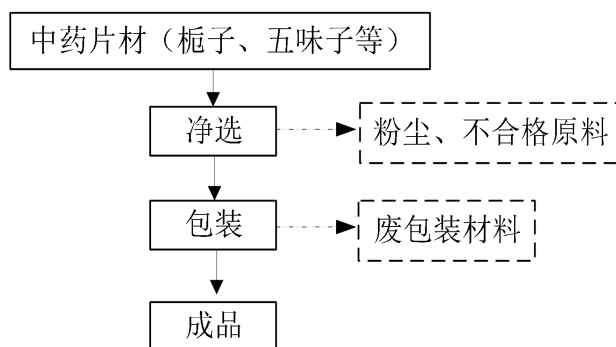 中药片材（栀子、五味子等）
净选
粉尘、不合格原料
包装
废包装材料
成品